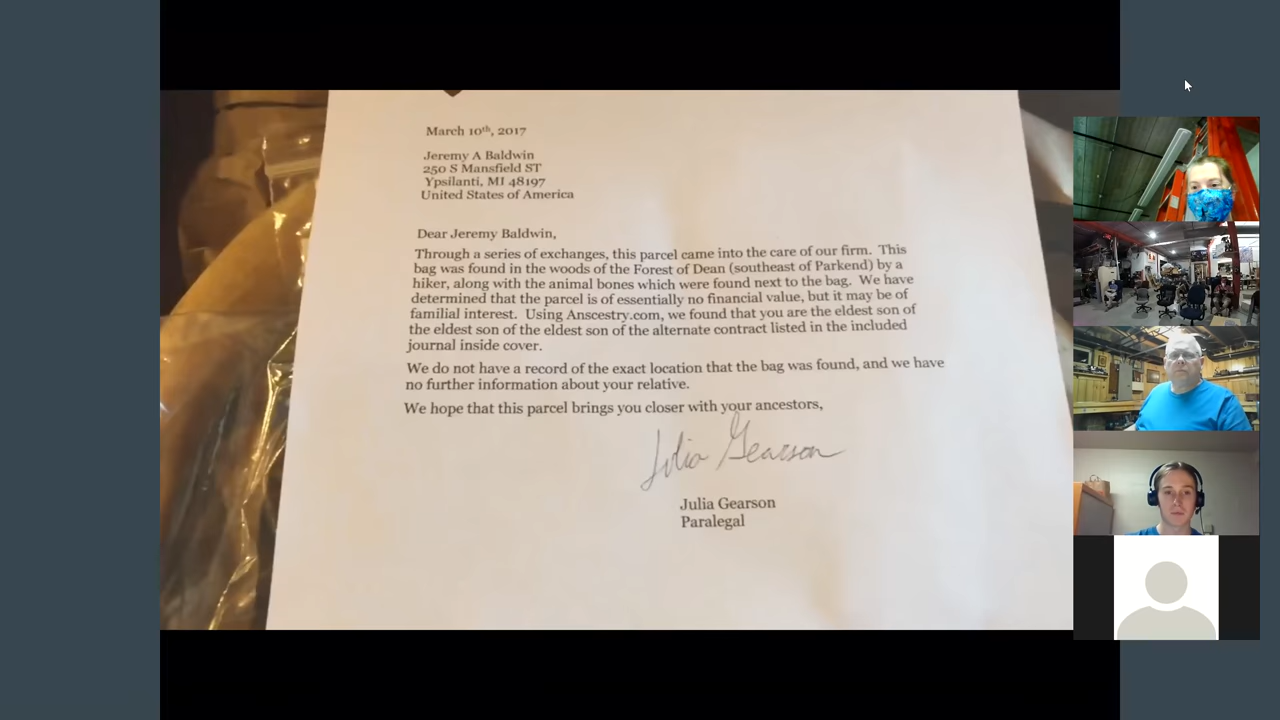 March 10th, 2017
Jeremy A Baldwin
250 S Mansfield ST
Ypsilanti, MI 48197
United States of America
Dear Jeremy Baldwin,
Through a series of exchanges, this parcel came into the care of our firm. This
bag was found in the woods of the Forest of Dean (southeast of Parkend) by a
hiker, along with the animal bones which were found next to the bag. We have
determined that the parcel is of essentially no financial value, but it may be of
familial interest. Using Anscestry.com, we found that you are the eldest son of
the eldest son of the eldest son of the alternate contract listed in the included
journal inside cover.
We do not have a record of the exact location that the bag was found, and we have
no further information about your relative.
We hope that this parcel brings you closer with your ancestors,
Julia Gearson
Julia Gearson
Paralegal